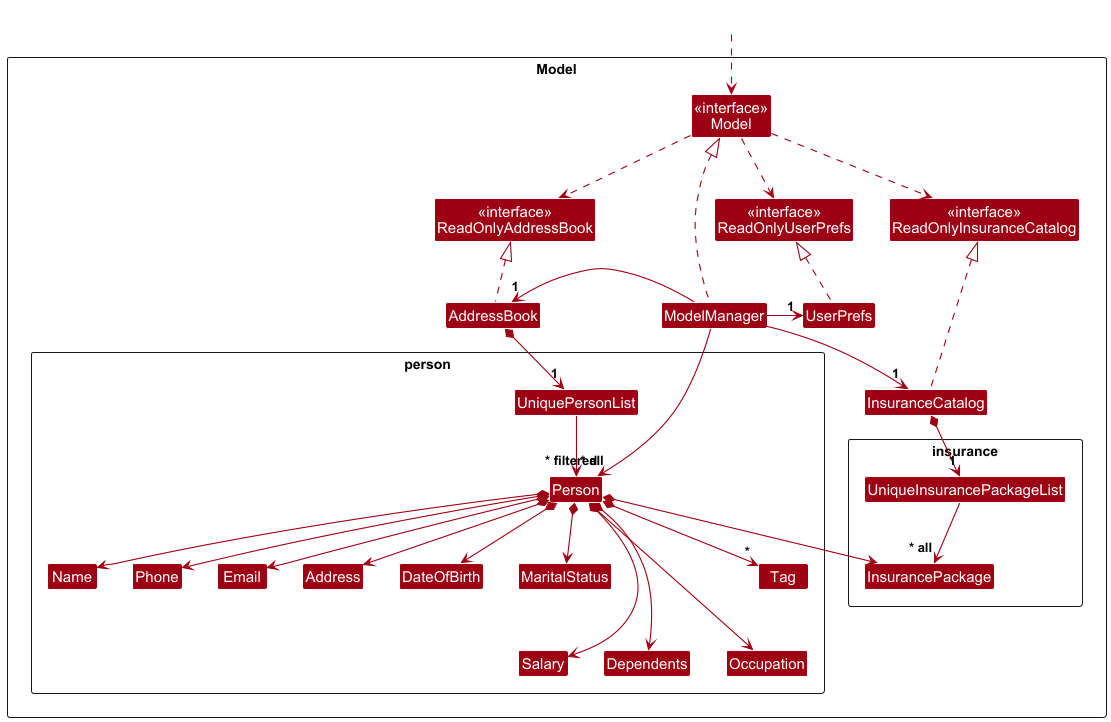 Model
«interface»
Model
«interface»
ReadOnlyAddressBook
«interface»
ReadOnlyUserPrefs
«interface»
ReadOnlyInsuranceCatalog
1
1
AddressBook
ModelManager
UserPrefs
person
1
1
UniquePersonList
InsuranceCatalog
insurance
* filtered
* all
1
Person
UniqueInsurancePackageList
*
* all
Name
Phone
Email
Address
DateOfBirth
MaritalStatus
Tag
InsurancePackage
Salary
Dependents
Occupation